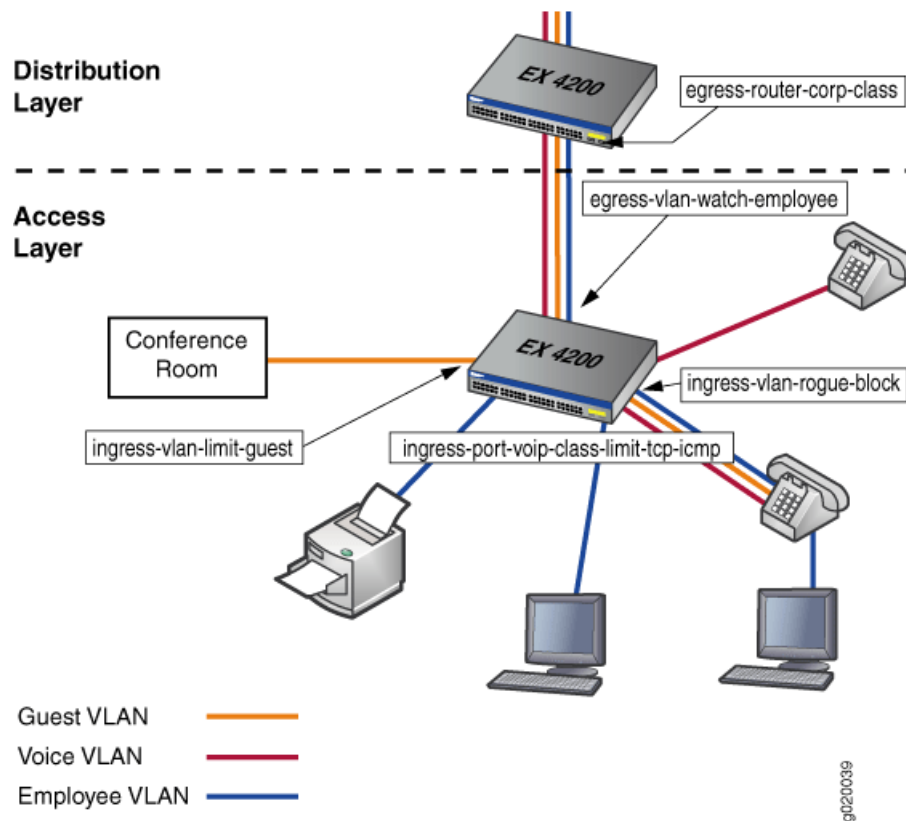 Distribution
Layer
EX 4200
egress-router-corp-class
egress-vlan-watch-employee
Access
Layer
Conference
Room
EX 4200
ingress-vlan-rogue-block
ingress-vlan-limit-guest
ingress-port-voip-class-limit-tcp-icmp
Guest VLAN
Voice VLAN
Employee VLAN
g020039